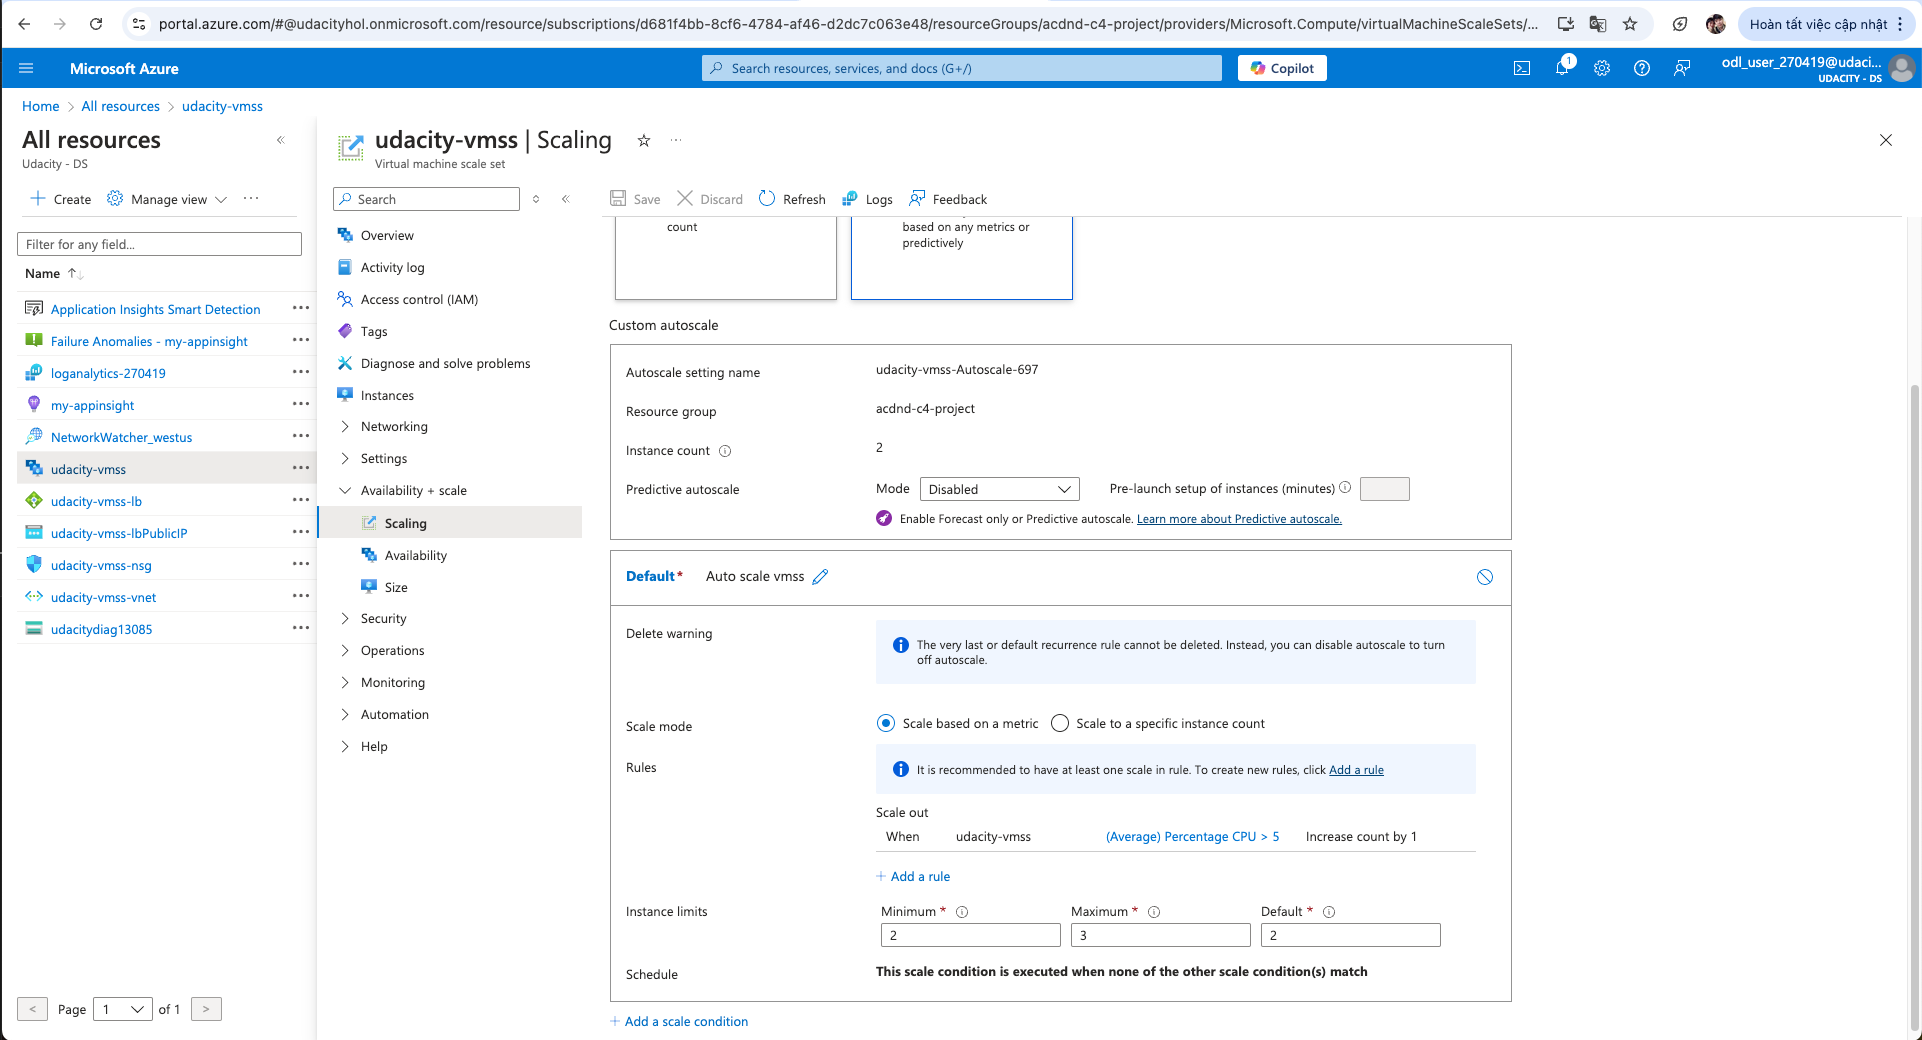 portal.azure.com/#@udacityhol.onmicrosoft.com/resource/subscriptions/d681f4bb-8cf6-4784-af46-d2dc7c063e48/resourceGroups/acdnd-c4-project/providers/Microsoft.Compute/virtualMachineScaleSets/...
Hoàn tất việc cập nhật
Microsoft Azure
Search resources, services, and docs (G+/)
Copilot
1
odl_user_270419@udaci...
UDACITY - DS
Home > All resources > udacity-vmss
All resources
Udacity - DS
Create
Manage view
Filter for any field...
Name
Application Insights Smart Detection
Failure Anomalies - my-appinsight
loganalytics-270419
my-appinsight
NetworkWatcher_westus
udacity-vmss
udacity-vmss-lb
udacity-vmss-lbPublicIP
udacity-vmss-nsg
udacity-vmss-vnet
udacitydiag13085
< Page 1 of 1 >
udacity-vmss | Scaling
Virtual machine scale set
Search
Overview
Activity log
Access control (IAM)
Tags
Diagnose and solve problems
Instances
Networking
Settings
Availability + scale
Scaling
Availability
Size
Security
Operations
Monitoring
Automation
Help
Save
Discard
Refresh
Logs
Feedback
count
based on any metrics or
predictively
Custom autoscale
Autoscale setting name udacity-vmss-Autoscale-697
Resource group acdnd-c4-project
Instance count 2
Predictive autoscale Mode Disabled Pre-launch setup of instances (minutes)
Enable Forecast only or Predictive autoscale. Learn more about Predictive autoscale.
Default* Auto scale vmss
Delete warning
The very last or default recurrence rule cannot be deleted. Instead, you can disable autoscale to turn
off autoscale.
Scale mode Scale based on a metric Scale to a specific instance count
Rules
It is recommended to have at least one scale in rule. To create new rules, click Add a rule
Scale out
When udacity-vmss (Average) Percentage CPU > 5 Increase count by 1
+ Add a rule
Instance limits
Minimum * Maximum * Default *
2 3 2
Schedule This scale condition is executed when none of the other scale condition(s) match
+ Add a scale condition